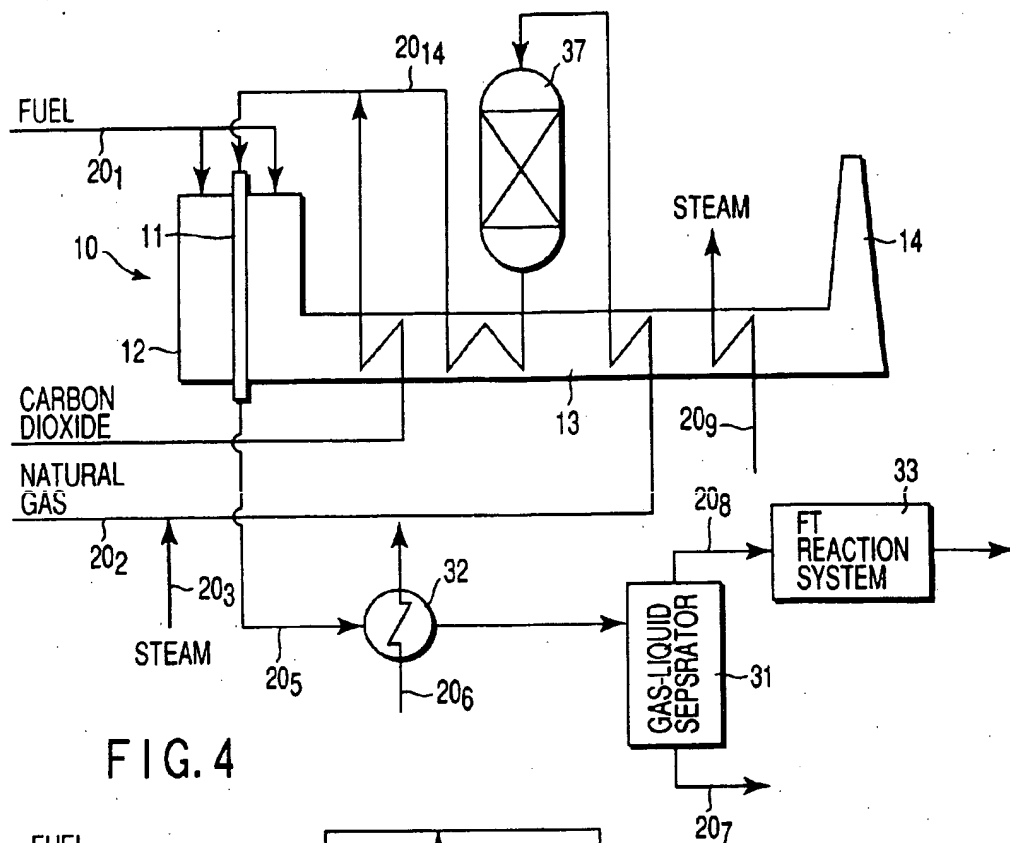 20₁₄
37
FUEL
20₁
11
10
12
STEAM
14
13
CARBON
DIOXIDE
20₉
NATURAL
GAS
20₂
20₃
STEAM
32
20₅
20₆
20₈
33
FT
REACTION
SYSTEM
GAS-LIQUID
SEPSRATOR
31
20₇
FIG. 4